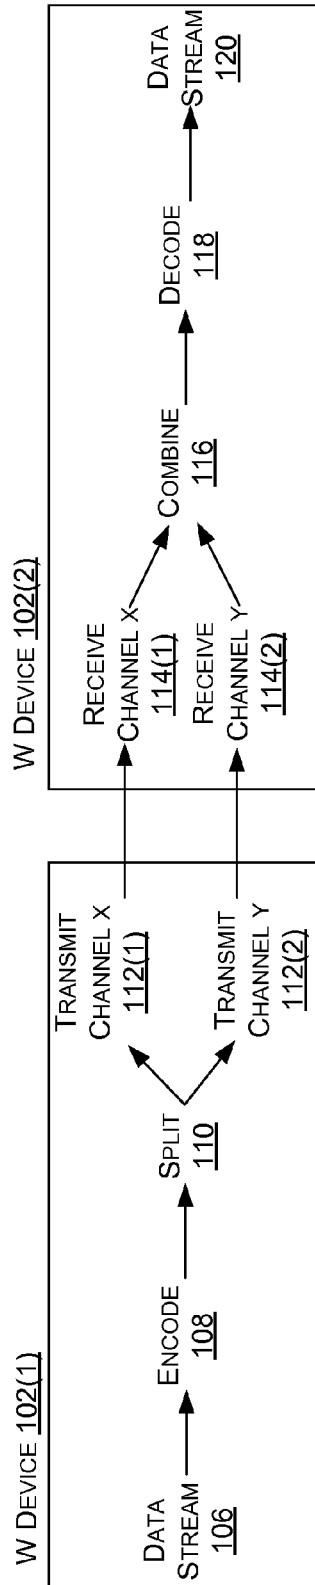 W DEVICE 102(1)
DATA
STREAM
106
ENCODE
108
SPLIT
110
TRANSMIT
CHANNEL X
112(1)
TRANSMIT
CHANNEL Y
112(2)
W DEVICE 102(2)
RECEIVE
CHANNEL X
114(1)
RECEIVE
CHANNEL Y
114(2)
COMBINE
116
DECODE
118
DATA
STREAM
120